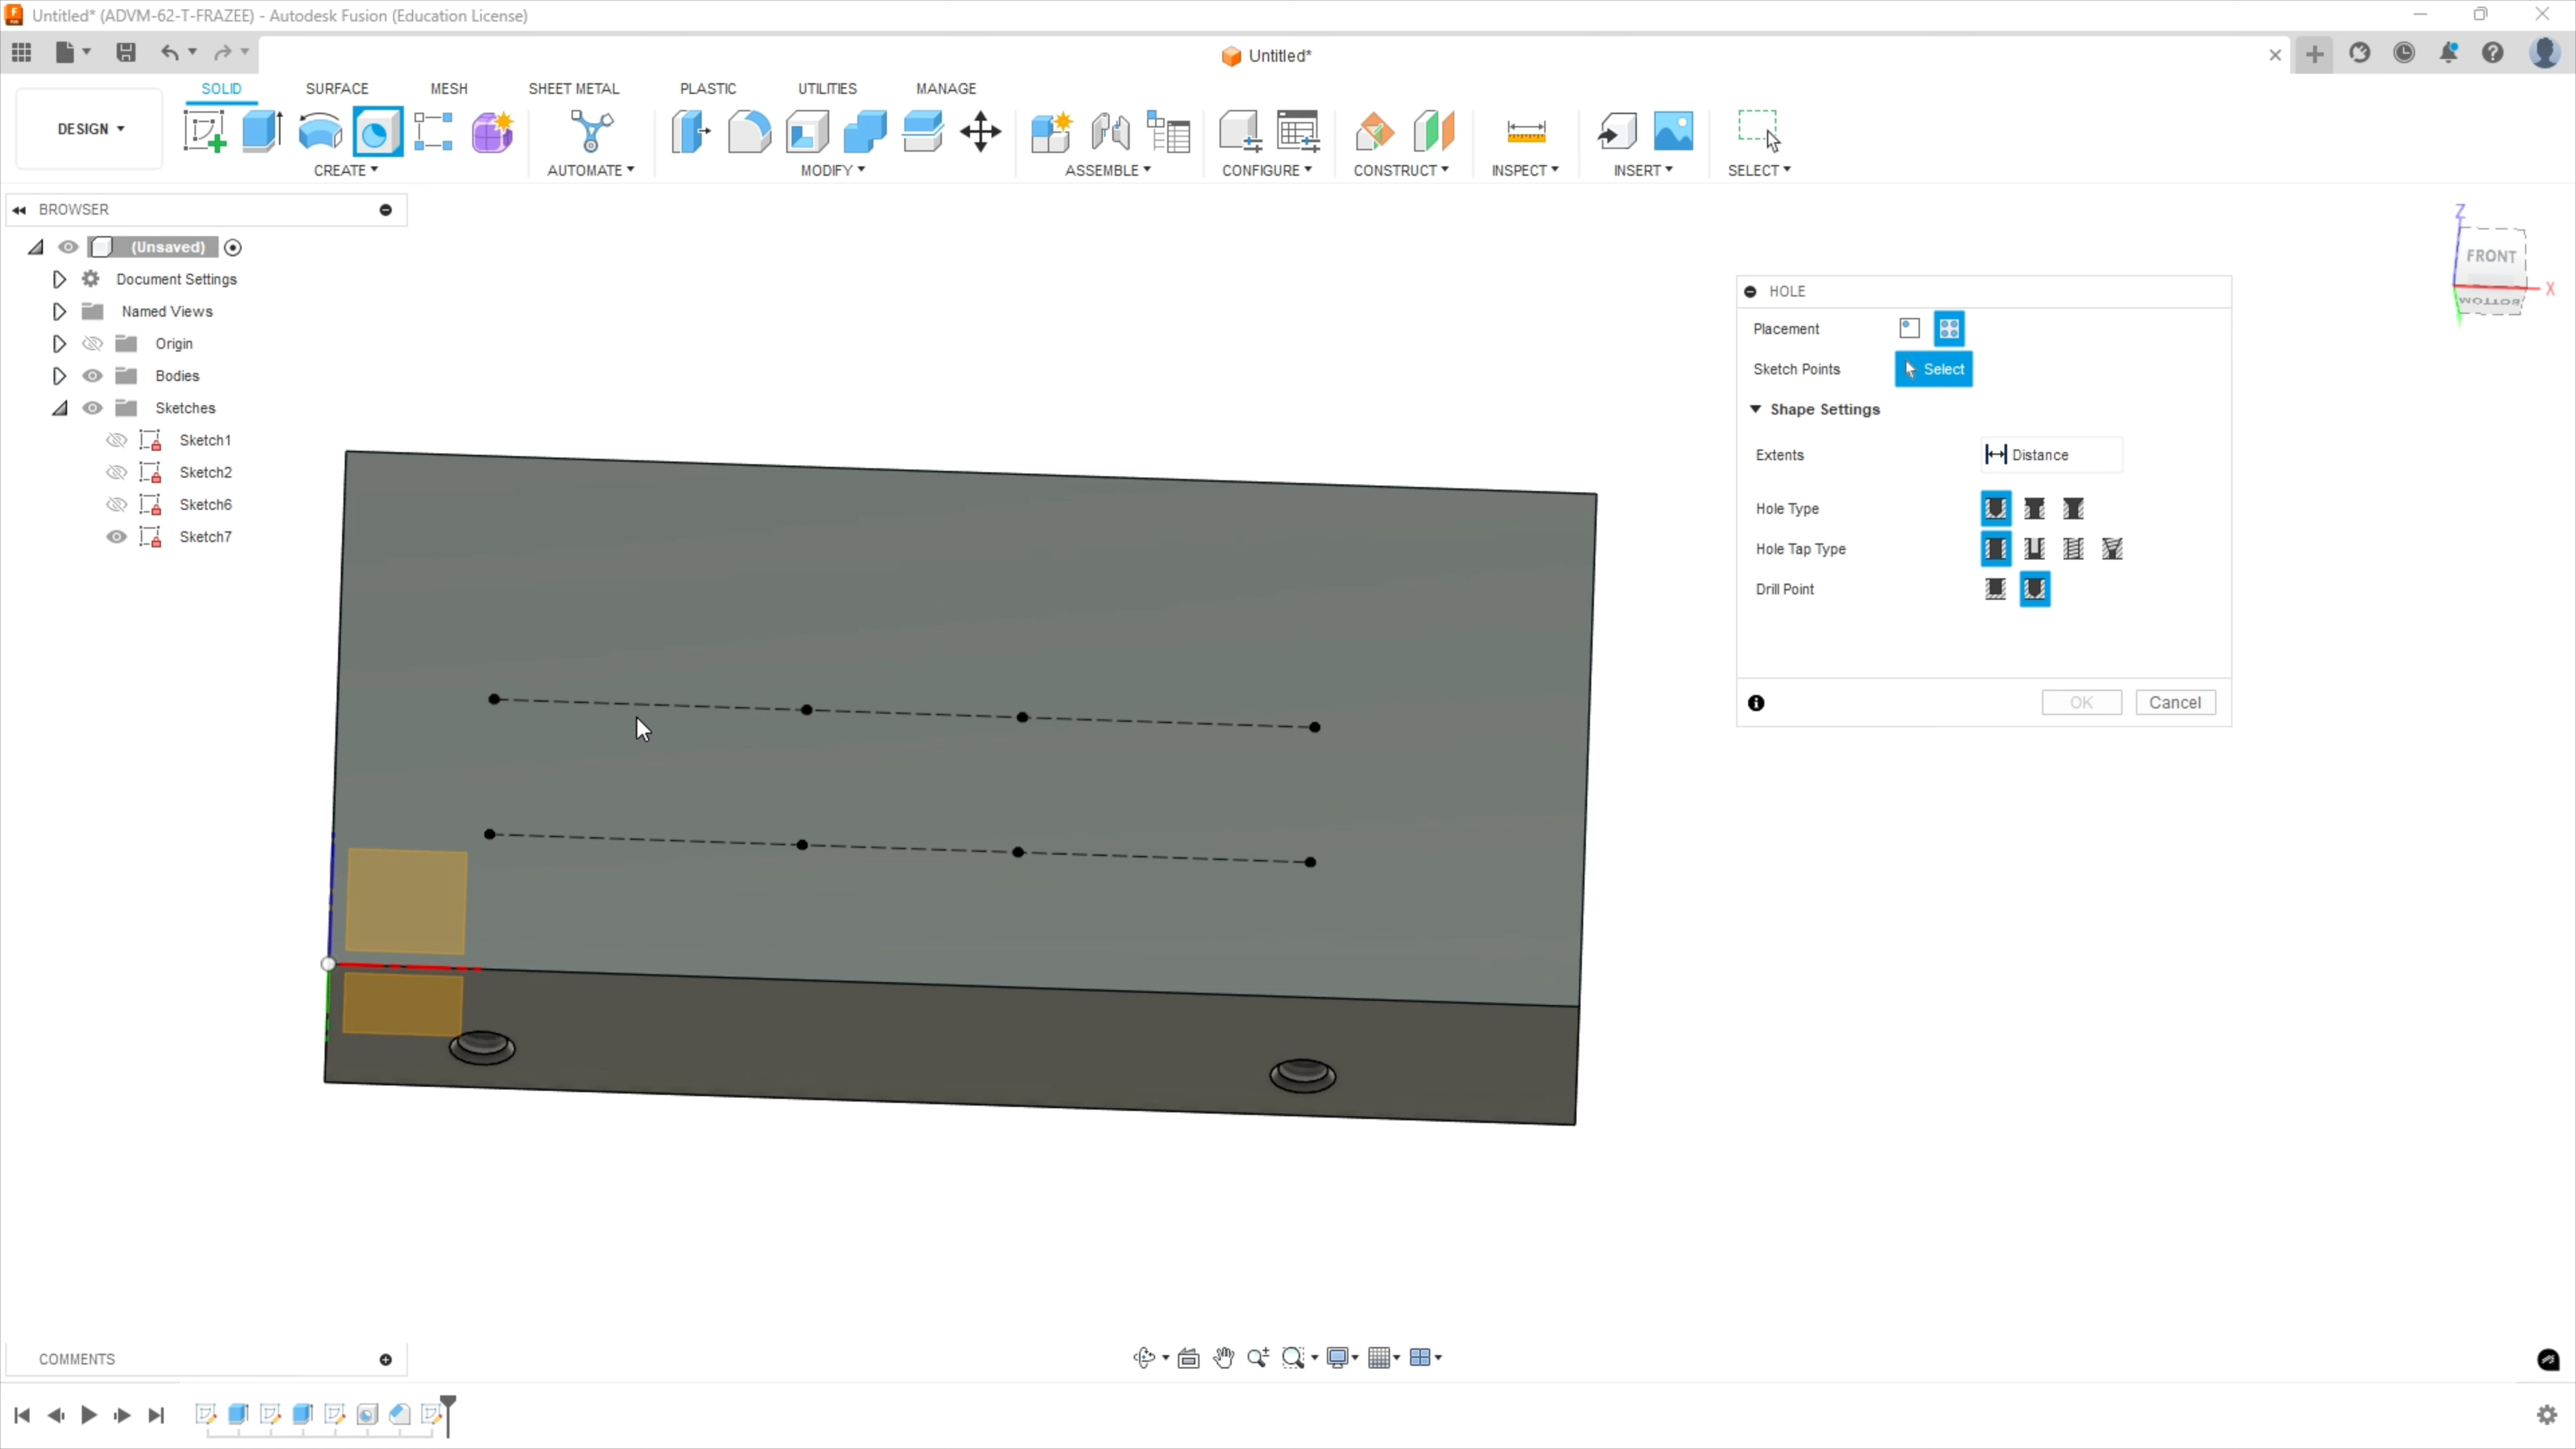 Untitled* (ADVM-62-T-FRAZEE) - Autodesk Fusion (Education License)
Untitled*
SOLID SURFACE MESH SHEET METAL PLASTIC UTILITIES MANAGE
DESIGN
CREATE AUTOMATE MODIFY ASSEMBLE CONFIGURE CONSTRUCT INSPECT INSERT SELECT
BROWSER
(Unsaved)
Document Settings
Named Views
Origin
Bodies
Sketches
Sketch1
Sketch2
Sketch6
Sketch7
Z
FRONT
X
BOTTOM
HOLE
Placement
Sketch Points Select
Shape Settings
Extents Distance
Hole Type
Hole Tap Type
Drill Point
OK Cancel
COMMENTS